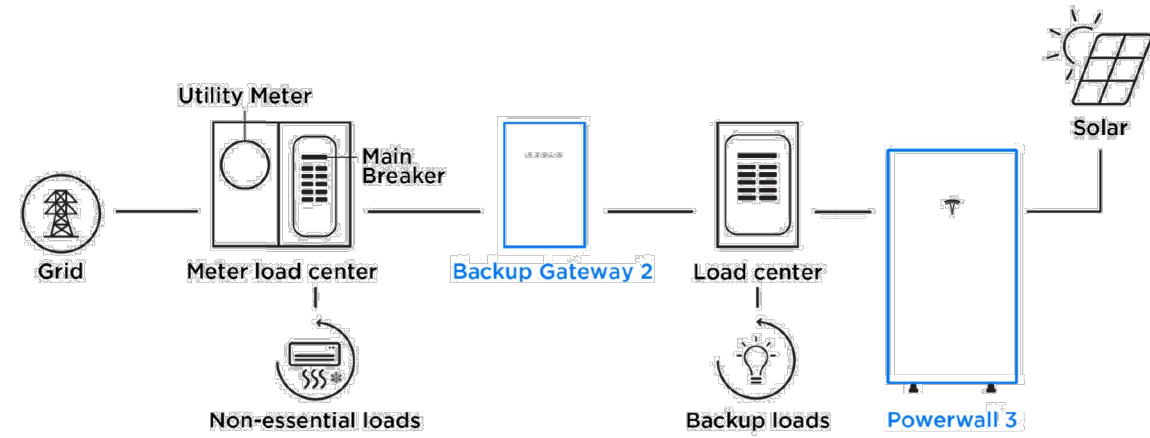 Utility Meter
Main
Breaker
Solar
Grid
Meter load center
Backup Gateway 2
Load center
Non-essential loads
Backup loads
Powerwall 3